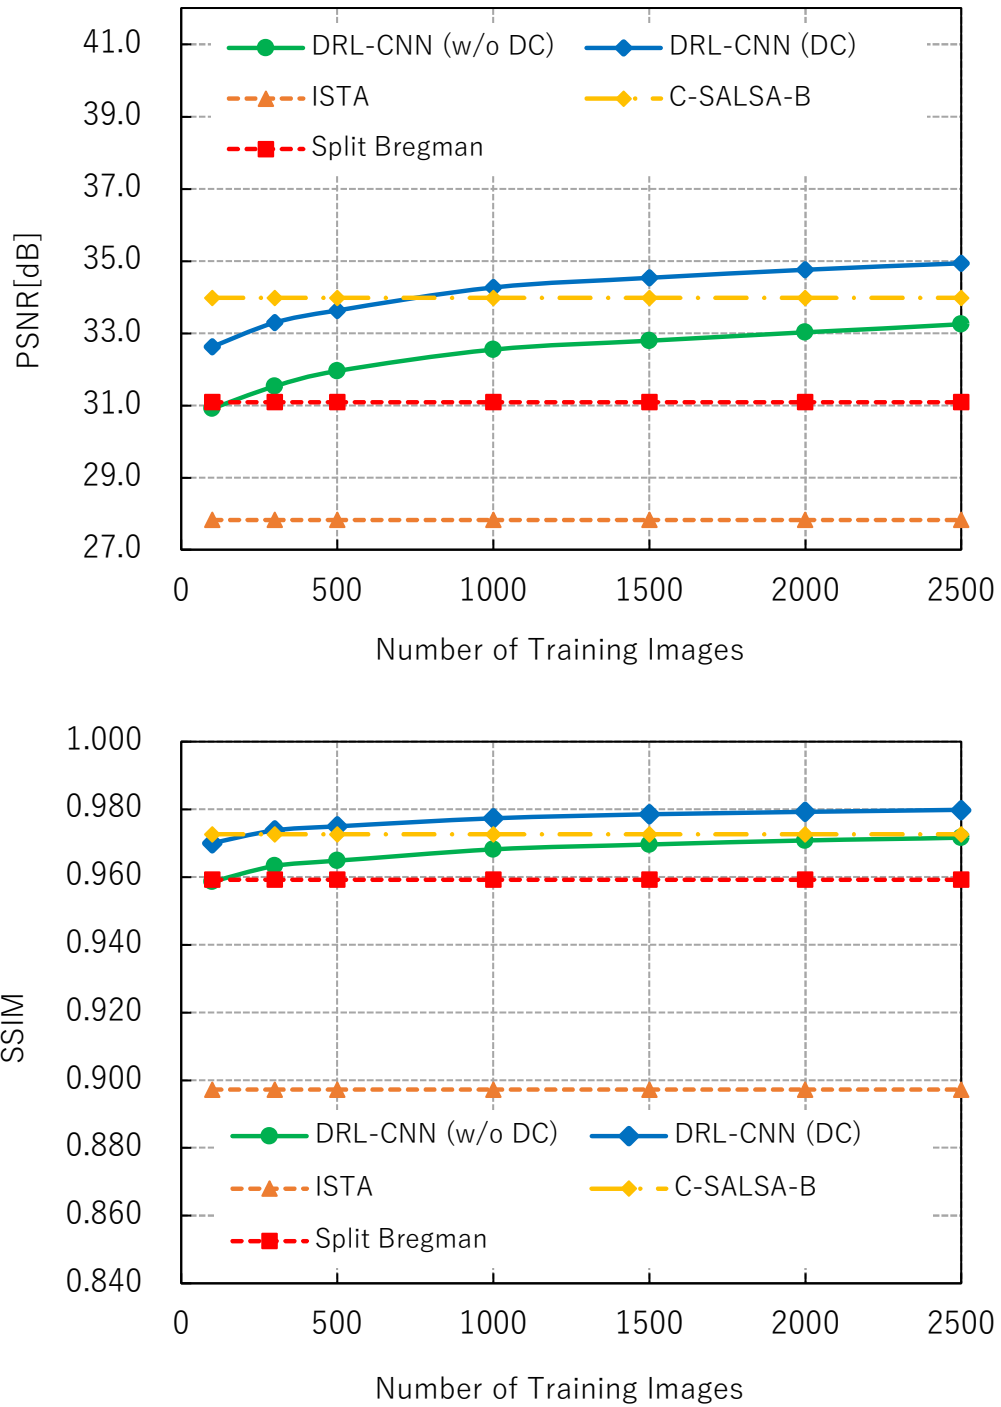 41.0
39.0
37.0
35.0
33.0
31.0
29.0
27.0
PSNR[dB]
DRL-CNN (w/o DC)
DRL-CNN (DC)
ISTA
C-SALSA-B
Split Bregman
0 500 1000 1500 2000 2500
Number of Training Images
1.000
0.980
0.960
0.940
0.920
0.900
0.880
0.860
0.840
SSIM
DRL-CNN (w/o DC)
DRL-CNN (DC)
ISTA
C-SALSA-B
Split Bregman
0 500 1000 1500 2000 2500
Number of Training Images